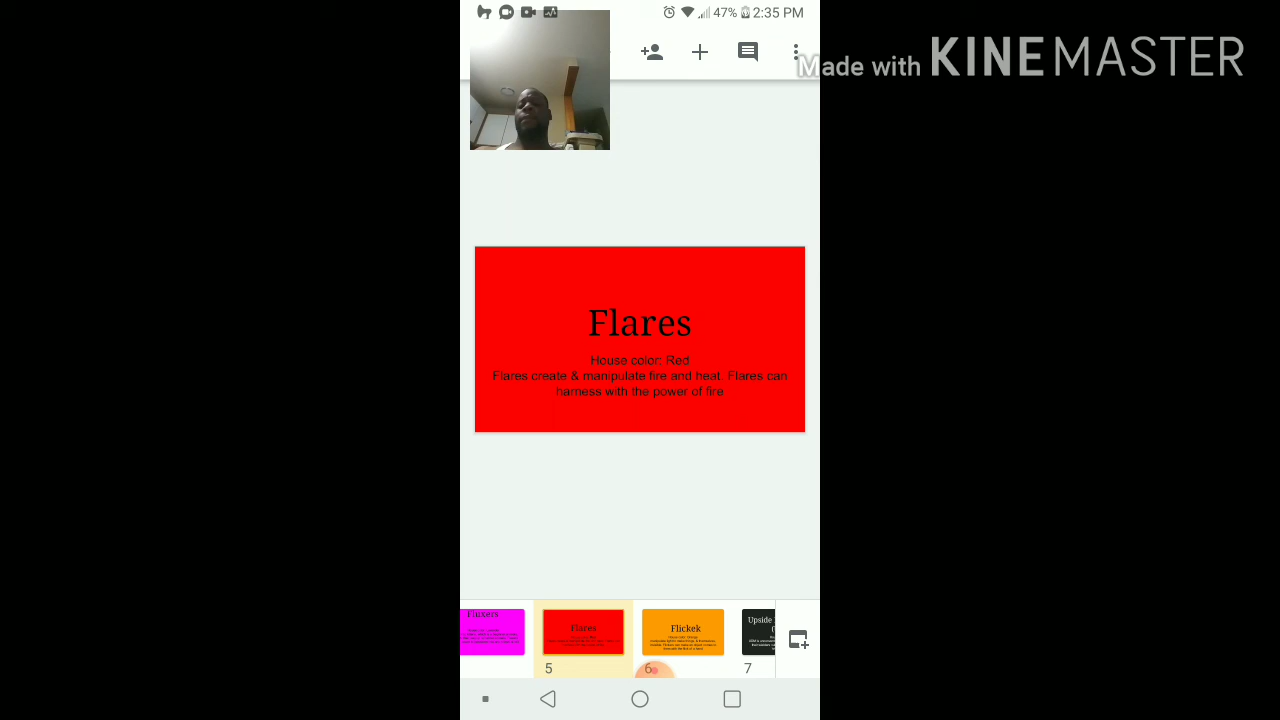 47% 2:35 PM
Made with KINEMASTER
Flares
House color: Red
Flares create & manipulate fire and heat. Flares can
harness with the power of fire
Fluxers
Flares
Flickek
Upside
5
6
7